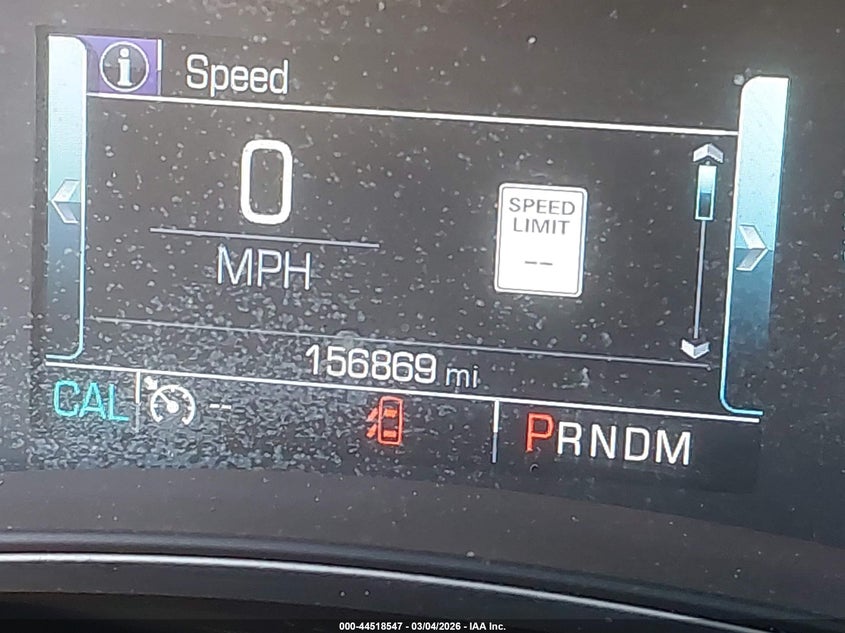 i Speed
0
MPH
SPEED
LIMIT
--
156869 mi
CAL -- PRNDM
000-44518547 - 03/04/2026 - IAA Inc.